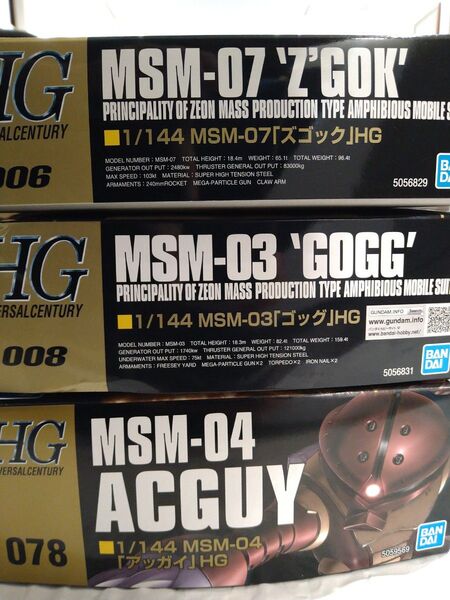 HG
UNIVERSALCENTURY
006
MSM-07 'Z'GOK'
PRINCIPALITY OF ZEON MASS PRODUCTION TYPE AMPHIBIOUS MOBILE SU
1/144 MSM-07「ズゴック」HG
MODEL NUMBER : MSM-07 TOTAL HEIGHT : 18.4m WEIGHT : 65.1t TOTAL WEIGHT : 96.4t
GENERATOR OUT PUT : 2480kw THRUSTER GENERAL OUT PUT : 83000kg
MAX SPEED : 103kt MATERIAL : SUPER HIGH TENSION STEEL
ARMAMENTS : 240mmROCKET MEGA-PARTICLE GUN CLAW ARM
BANDAI
5056829
HG
UNIVERSALCENTURY
008
MSM-03 'GOGG'
PRINCIPALITY OF ZEON MASS PRODUCTION TYPE AMPHIBIOUS MOBILE SUIT
1/144 MSM-03「ゴッグ」HG
MODEL NUMBER : MSM-03 TOTAL HEIGHT : 18.3m WEIGHT : 82.4t TOTAL WEIGHT : 159.4t
GENERATOR OUT PUT : 1740kw THRUSTER GENERAL OUT PUT : 121000kg
UNDERWATER MAX SPEED : 75kt MATERIAL : SUPER HIGH TENSION STEEL
ARMAMENTS : FREESEY YARD MEGA-PARTICLE GUN×2 TORPEDO×2 IRON NAIL×2
GUNDAM.INFO
www.gundam.info
www.bandai-hobby.net/
BANDAI
5056831
HG
UNIVERSALCENTURY
078
MSM-04
ACGUY
1/144 MSM-04
「アッガイ」HG
BANDAI
5059569